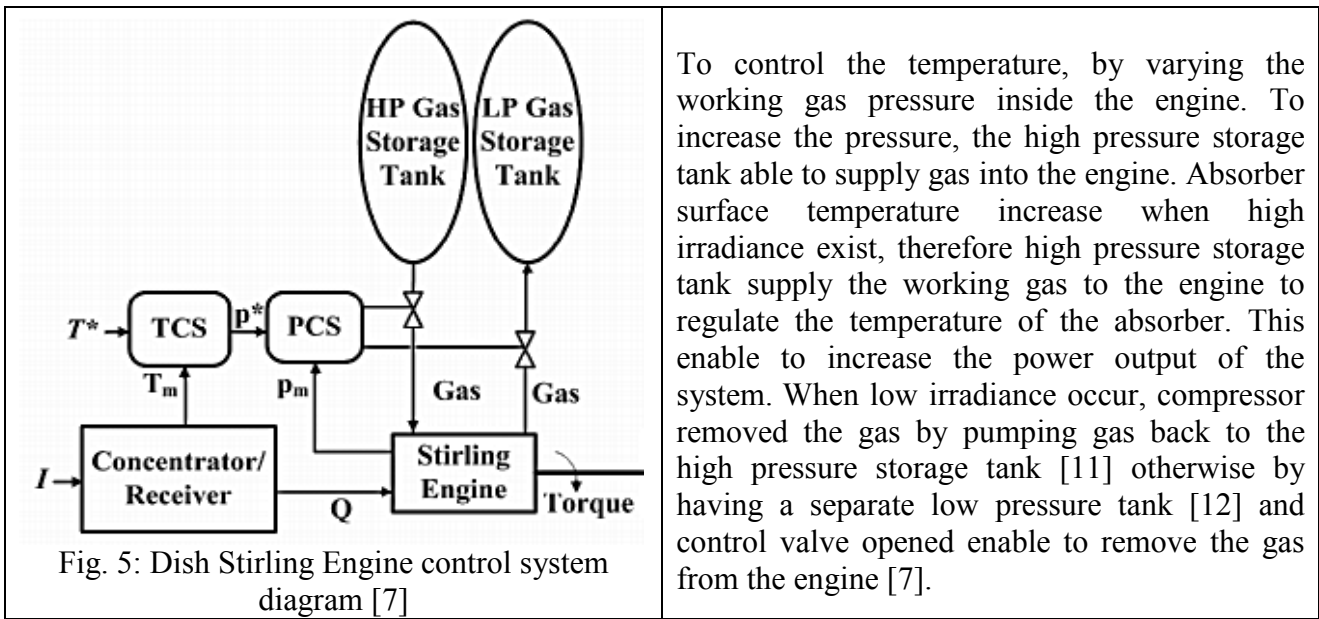 HP Gas
Storage
Tank
LP Gas
Storage
Tank
T*
TCS
p*
PCS
Tm
pm
Gas
Gas
I
Concentrator/
Receiver
Q
Stirling
Engine
Torque
Fig. 5: Dish Stirling Engine control system
diagram [7]
To control the temperature, by varying the
working gas pressure inside the engine. To
increase the pressure, the high pressure storage
tank able to supply gas into the engine. Absorber
surface temperature increase when high
irradiance exist, therefore high pressure storage
tank supply the working gas to the engine to
regulate the temperature of the absorber. This
enable to increase the power output of the
system. When low irradiance occur, compressor
removed the gas by pumping gas back to the
high pressure storage tank [11] otherwise by
having a separate low pressure tank [12] and
control valve opened enable to remove the gas
from the engine [7].